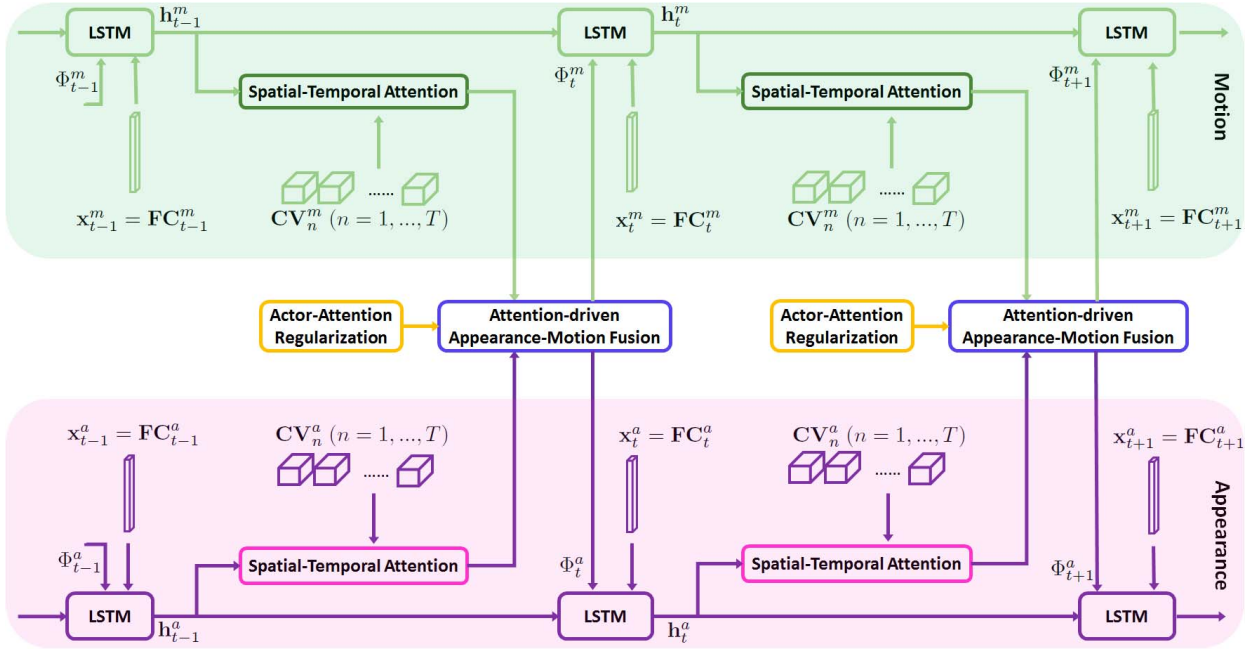 LSTM
h^m_{t-1}
LSTM
h^m_t
LSTM
Φ^m_{t-1}
Φ^m_t
Φ^m_{t+1}
Spatial-Temporal Attention
Spatial-Temporal Attention
Motion
......
......
x^m_{t-1} = FC^m_{t-1}
CV^m_n (n = 1, ..., T)
x^m_t = FC^m_t
CV^m_n (n = 1, ..., T)
x^m_{t+1} = FC^m_{t+1}
Actor-Attention
Regularization
Attention-driven
Appearance-Motion Fusion
Actor-Attention
Regularization
Attention-driven
Appearance-Motion Fusion
x^a_{t-1} = FC^a_{t-1}
CV^a_n (n = 1, ..., T)
x^a_t = FC^a_t
CV^a_n (n = 1, ..., T)
x^a_{t+1} = FC^a_{t+1}
......
......
Appearance
Φ^a_{t-1}
Spatial-Temporal Attention
Φ^a_t
Spatial-Temporal Attention
Φ^a_{t+1}
LSTM
h^a_{t-1}
LSTM
h^a_t
LSTM